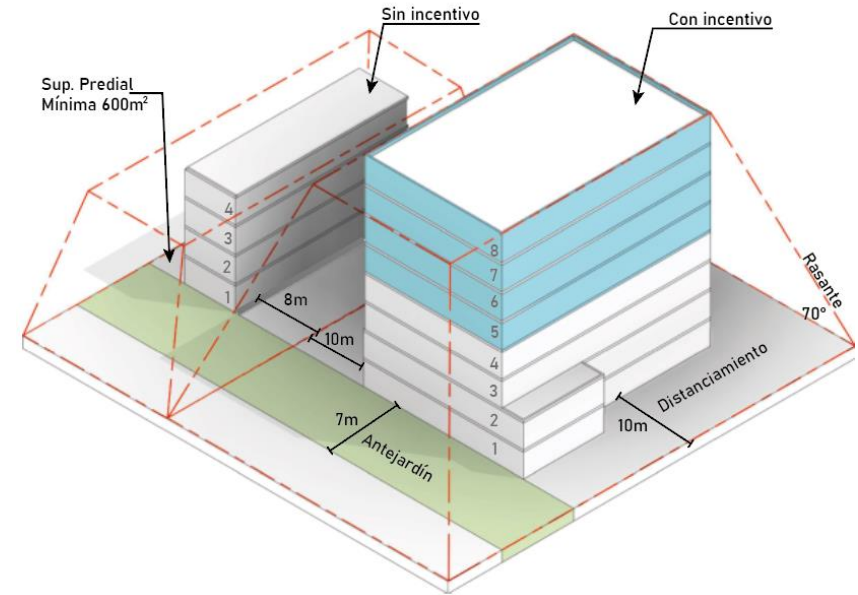 Sin incentivo
Con incentivo
Sup. Predial
Mínima 600m²
4
3
2
1
8
7
6
5
4
3
2
1
8m
10m
7m
Antejardín
10m
Distanciamiento
Rasante
70°